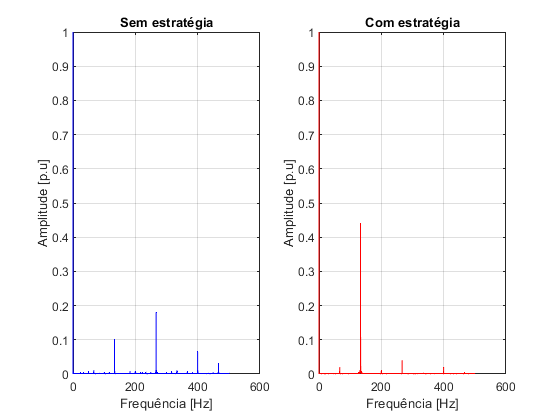 Sem estratégia
1
0.9
0.8
0.7
0.6
0.5
0.4
0.3
0.2
0.1
0
Amplitude [p.u]
0 200 400 600
Frequência [Hz]
Com estratégia
1
0.9
0.8
0.7
0.6
0.5
0.4
0.3
0.2
0.1
0
Amplitude [p.u]
0 200 400 600
Frequência [Hz]